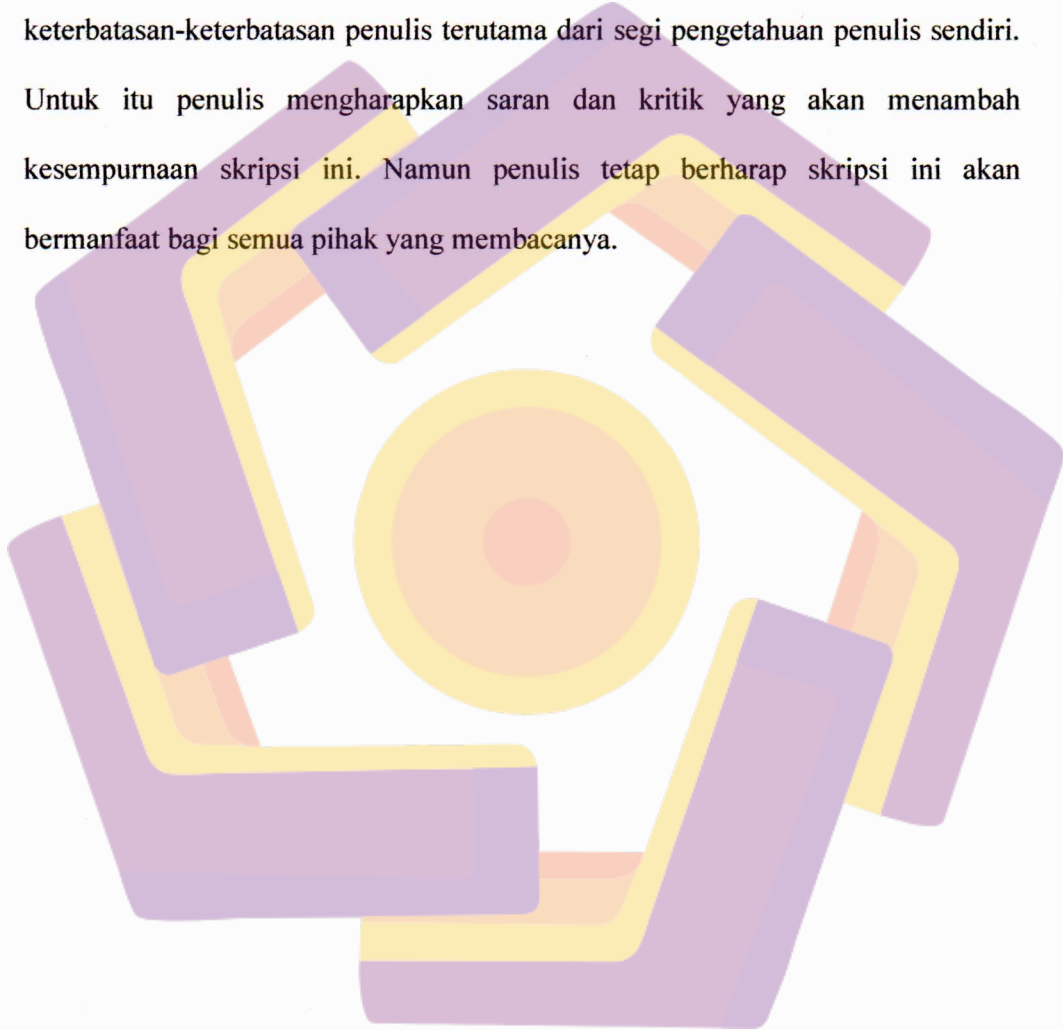 keterbatasan-keterbatasan penulis terutama dari segi pengetahuan penulis sendiri.
Untuk itu penulis mengharapkan saran dan kritik yang akan menambah
kesempurnaan skripsi ini. Namun penulis tetap berharap skripsi ini akan
bermanfaat bagi semua pihak yang membacanya.